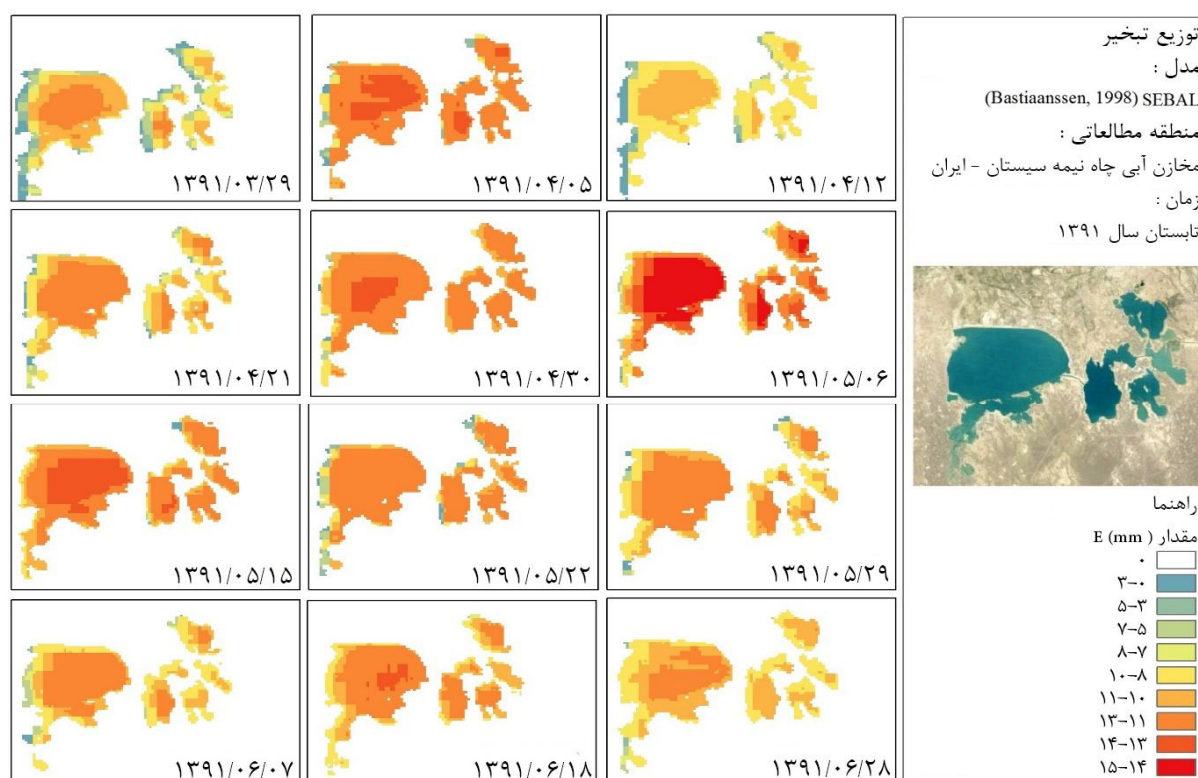 توزیع تبخیر
مدل :
(Bastiaanssen, 1998) SEBAL
منطقه مطالعاتی :
مخازن آبی چاه نیمه سیستان - ایران
زمان :
تابستان سال ۱۳۹۱
۱۳۹۱/۰۳/۲۹
۱۳۹۱/۰۴/۰۵
۱۳۹۱/۰۴/۱۲
۱۳۹۱/۰۴/۲۱
۱۳۹۱/۰۴/۳۰
۱۳۹۱/۰۵/۰۶
۱۳۹۱/۰۵/۱۵
۱۳۹۱/۰۵/۲۲
۱۳۹۱/۰۵/۲۹
۱۳۹۱/۰۶/۰۷
۱۳۹۱/۰۶/۱۸
۱۳۹۱/۰۶/۲۸
راهنما
مقدار E (mm )
۰
۳-۰
۵-۳
۷-۵
۸-۷
۱۰-۸
۱۱-۱۰
۱۳-۱۱
۱۴-۱۳
۱۵-۱۴